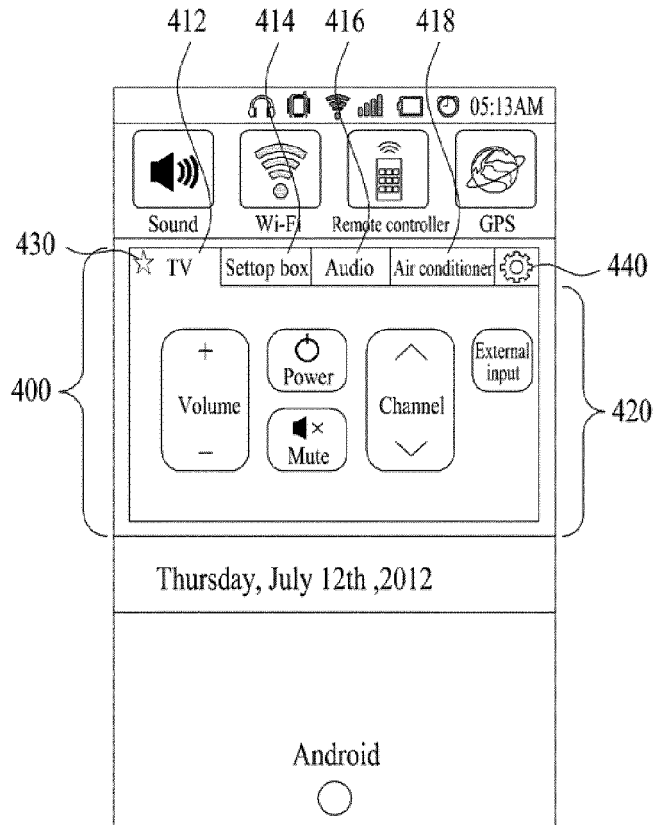 412 414 416 418
05:13AM
Sound Wi-Fi Remote controller GPS
430
TV Settop box Audio Air conditioner
440
400
+
Volume
−
Power
Mute
Channel
External
input
420
Thursday, July 12th ,2012
Android